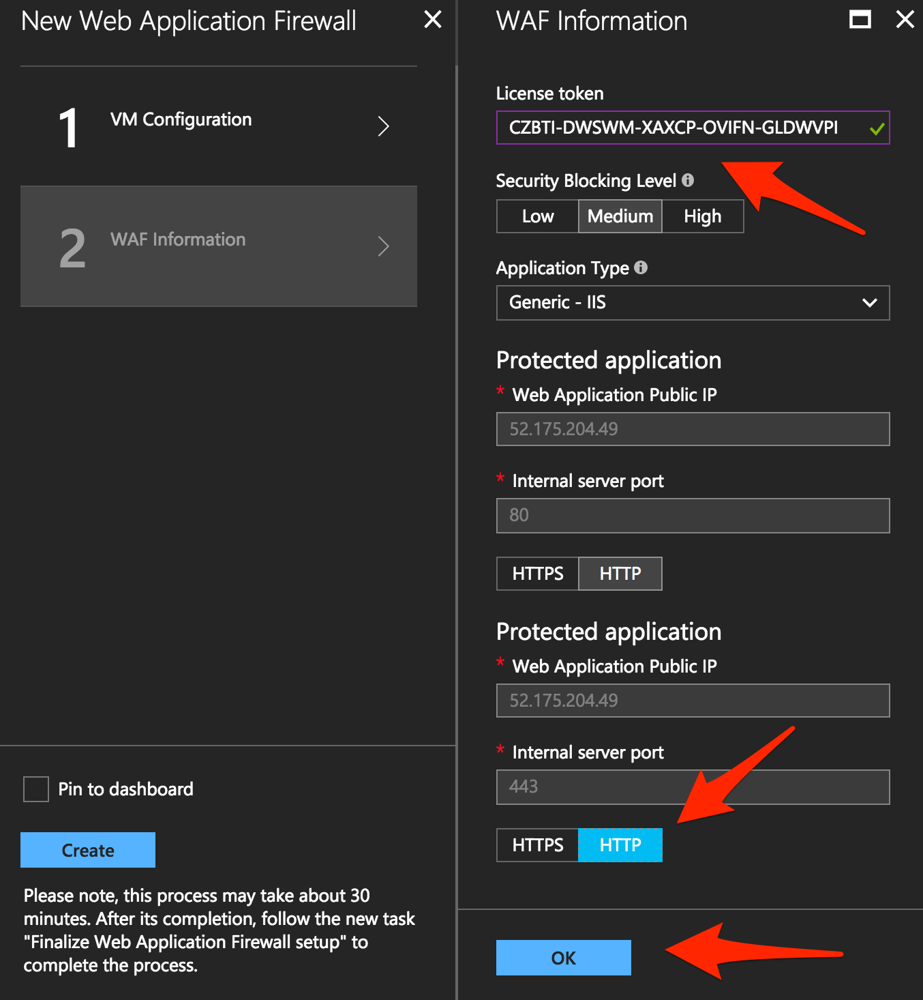 New Web Application Firewall
1
VM Configuration
2
WAF Information
Pin to dashboard
Create
Please note, this process may take about 30
minutes. After its completion, follow the new task
"Finalize Web Application Firewall setup" to
complete the process.
WAF Information
License token
CZBTI-DWSWM-XAXCP-OVIFN-GLDWVPI
Security Blocking Level
Low Medium High
Application Type
Generic - IIS
Protected application
* Web Application Public IP
52.175.204.49
* Internal server port
80
HTTPS HTTP
Protected application
* Web Application Public IP
52.175.204.49
* Internal server port
443
HTTPS HTTP
OK